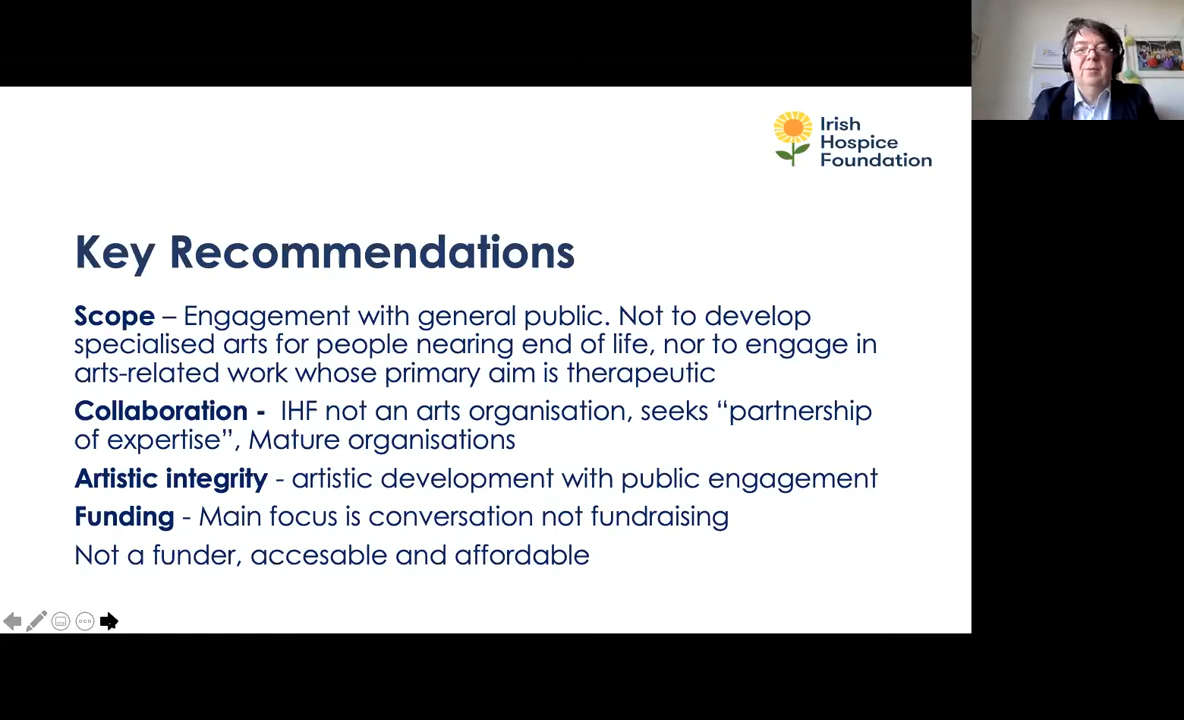 Irish
Hospice
Foundation
Key Recommendations
Scope – Engagement with general public. Not to develop
specialised arts for people nearing end of life, nor to engage in
arts-related work whose primary aim is therapeutic
Collaboration - IHF not an arts organisation, seeks “partnership
of expertise”, Mature organisations
Artistic integrity - artistic development with public engagement
Funding - Main focus is conversation not fundraising
Not a funder, accesable and affordable